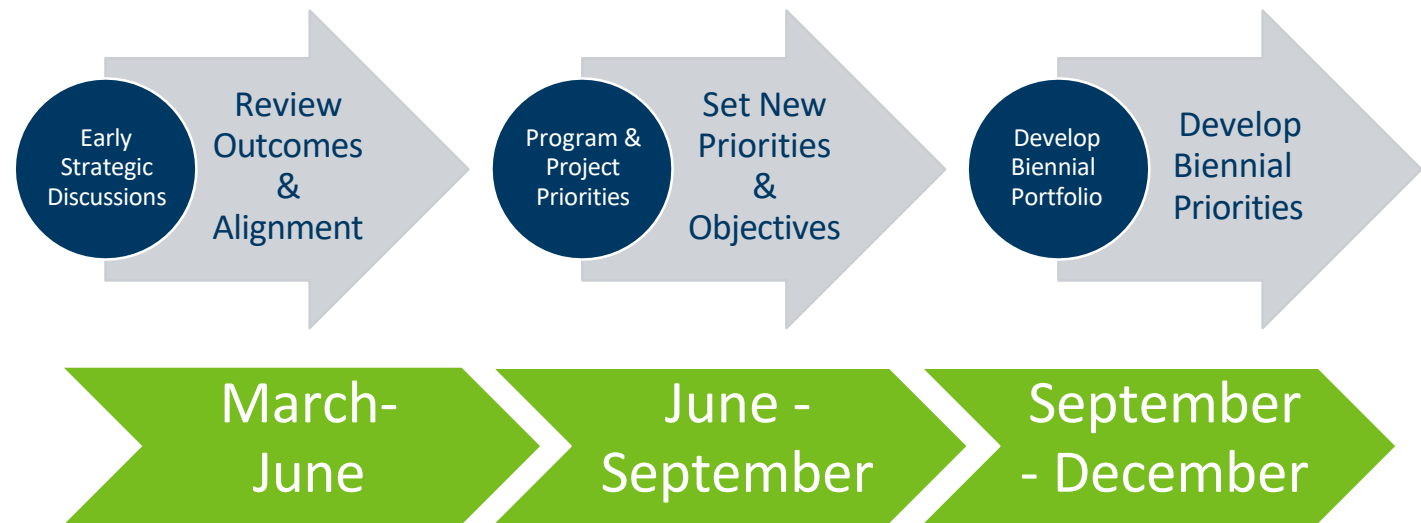 Early
Strategic
Discussions
Review
Outcomes
&
Alignment
Program &
Project
Priorities
Set New
Priorities
&
Objectives
Develop
Biennial
Portfolio
Develop
Biennial
Priorities
March-
June
June -
September
September
- December